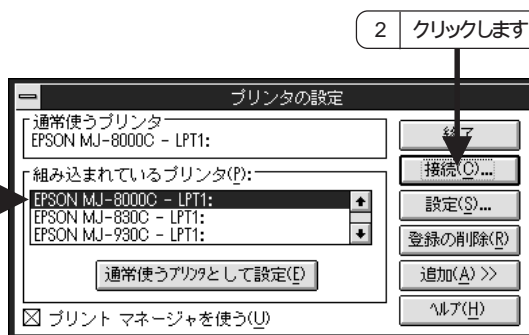 2 クリックします
プリンタの設定
通常使うプリンタ
EPSON MJ-8000C - LPT1:
組み込まれているプリンタ(P):
EPSON MJ-8000C - LPT1:
EPSON MJ-830C - LPT1:
EPSON MJ-930C - LPT1:
通常使うプリンタとして設定(E)
プリント マネージャを使う(U)
終了
接続(C)...
設定(S)...
登録の削除(R)
追加(A) >>
ヘルプ(H)